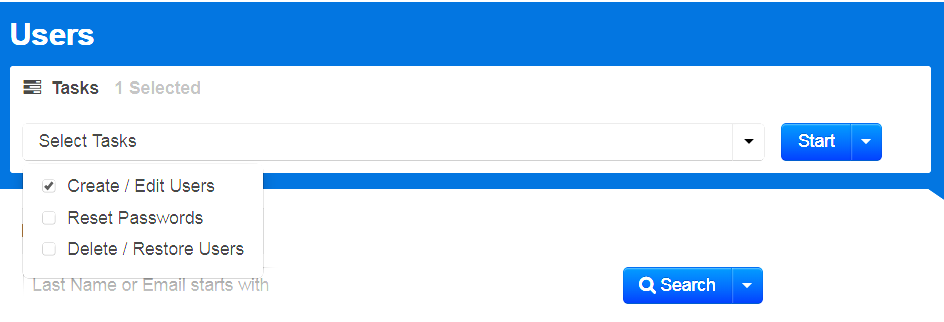 Users
Tasks 1 Selected
Select Tasks
Start
Create / Edit Users
Reset Passwords
Delete / Restore Users
Last Name or Email starts with
Search